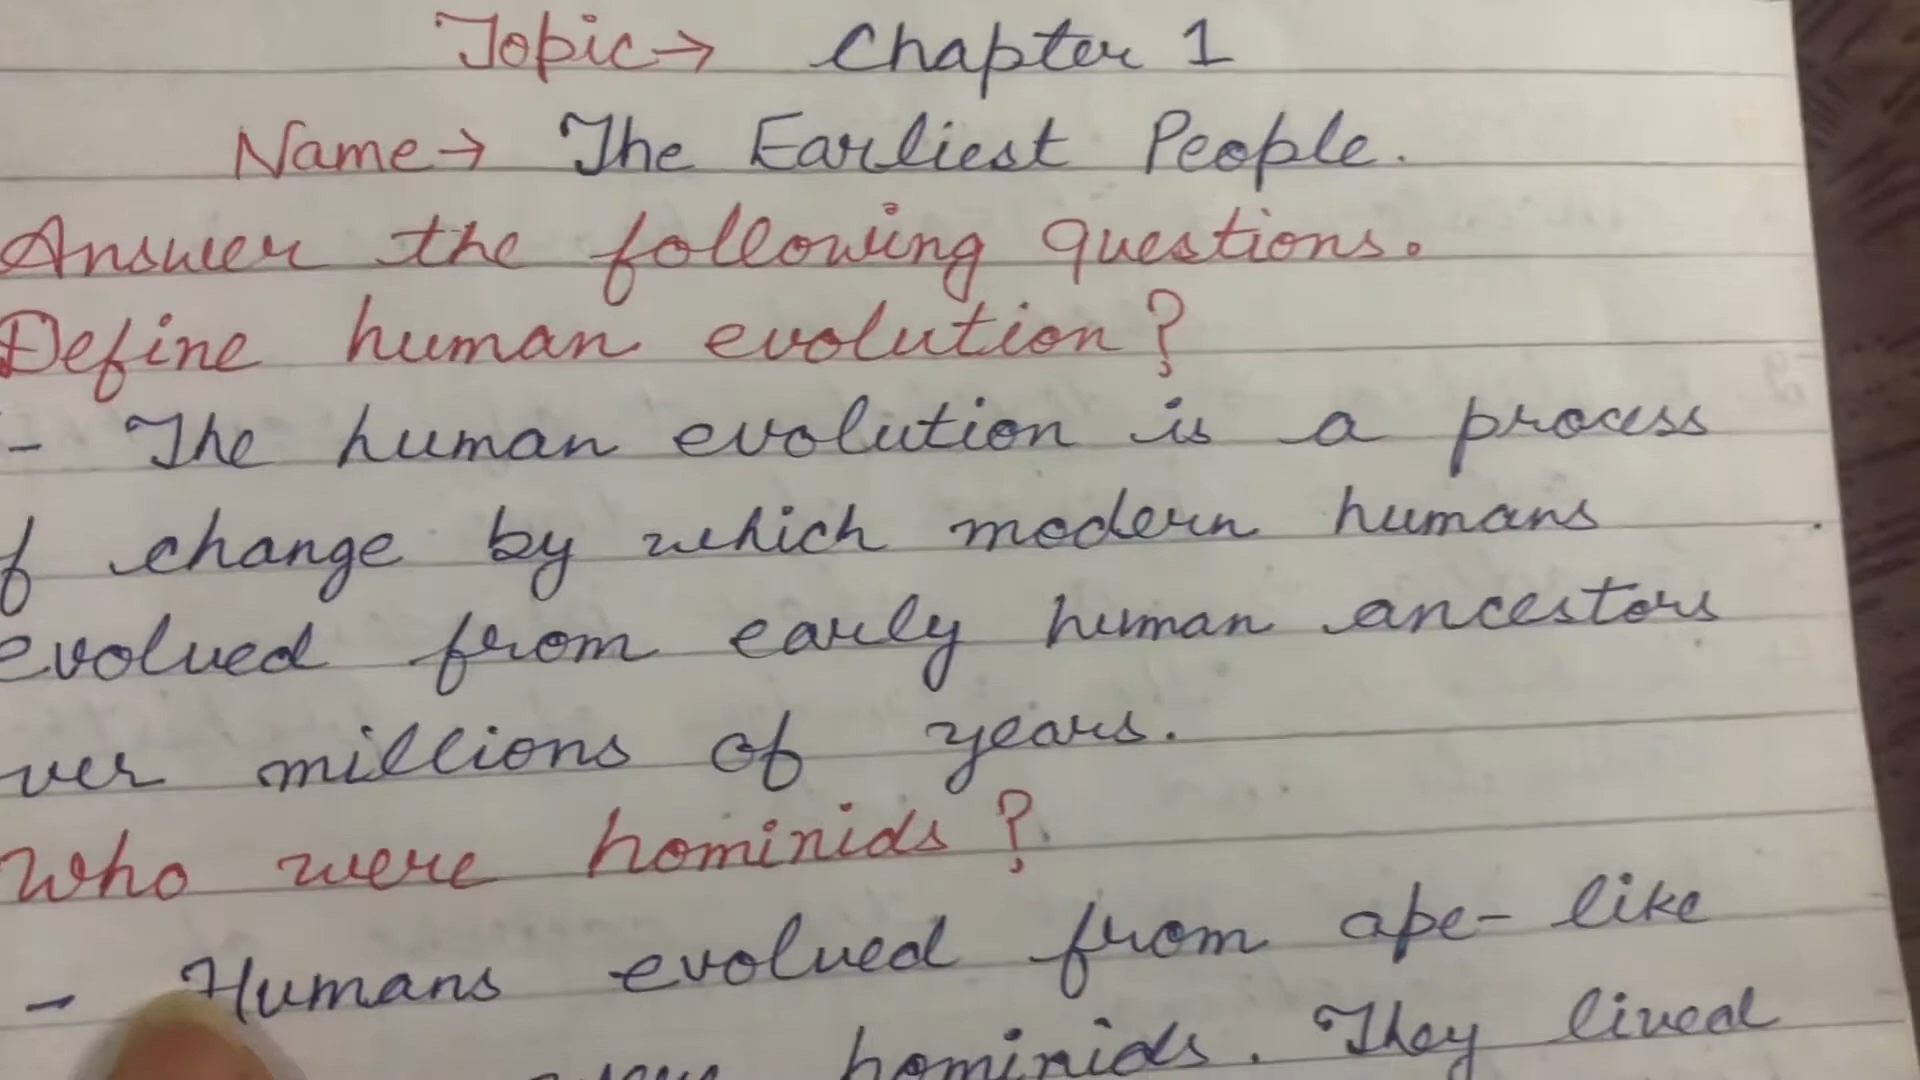 Topic → Chapter 1
Name → The Earliest People.
Answer the following questions.
Define human evolution?
- The human evolution is a process
f change by which modern humans
evolved from early human ancestors
ver millions of years.
Who were hominids?
- Humans evolved from ape-like
hominids. They lived